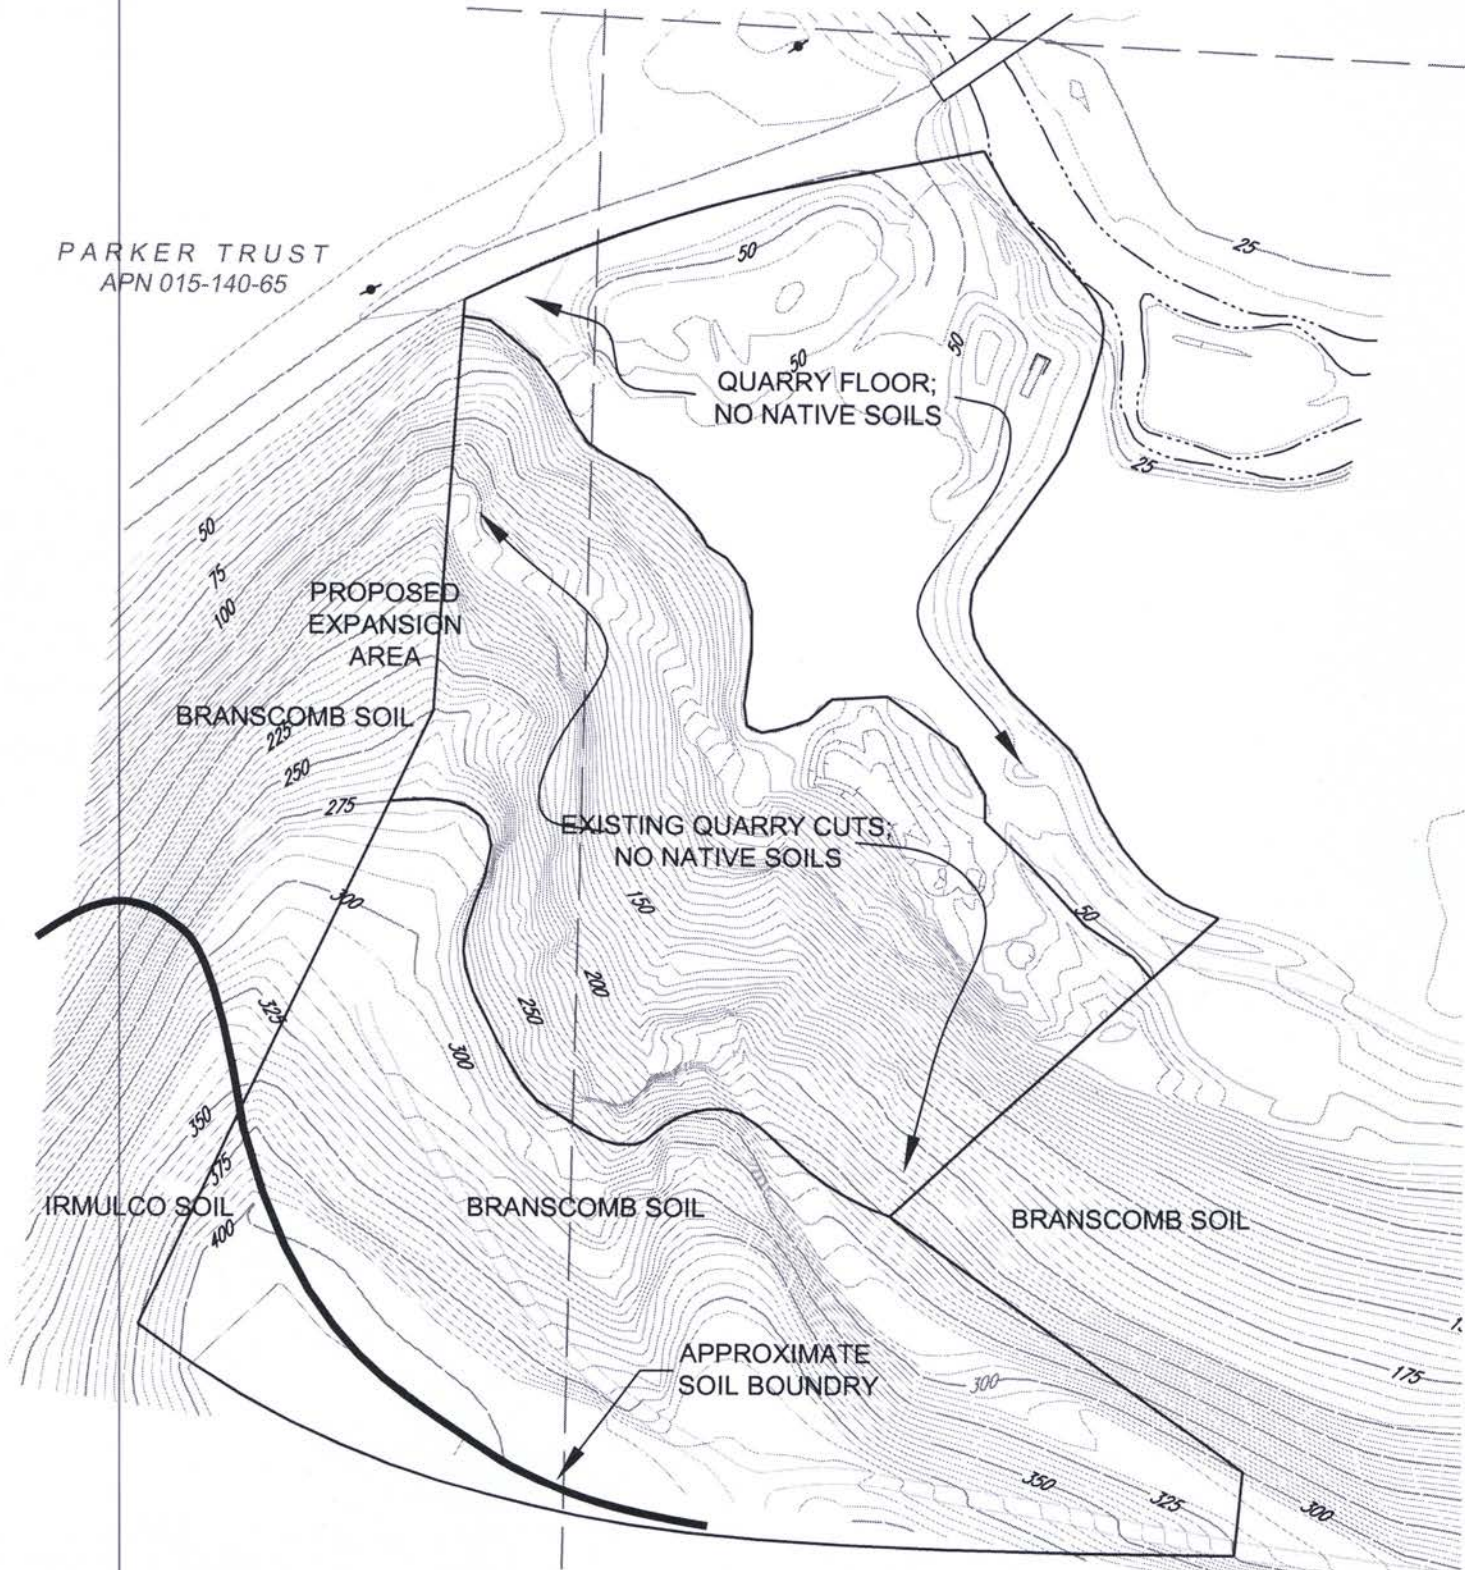 PARKER TRUST
APN 015-140-65
25
50
50
50
QUARRY FLOOR;
NO NATIVE SOILS
25
50
75
100
PROPOSED
EXPANSION
AREA
BRANSCOMB SOIL
225
250
275
EXISTING QUARRY CUTS;
NO NATIVE SOILS
300
150
50
200
250
325
300
350
375
400
IRMULCO SOIL
BRANSCOMB SOIL
BRANSCOMB SOIL
APPROXIMATE
SOIL BOUNDRY
300
175
350
325
300